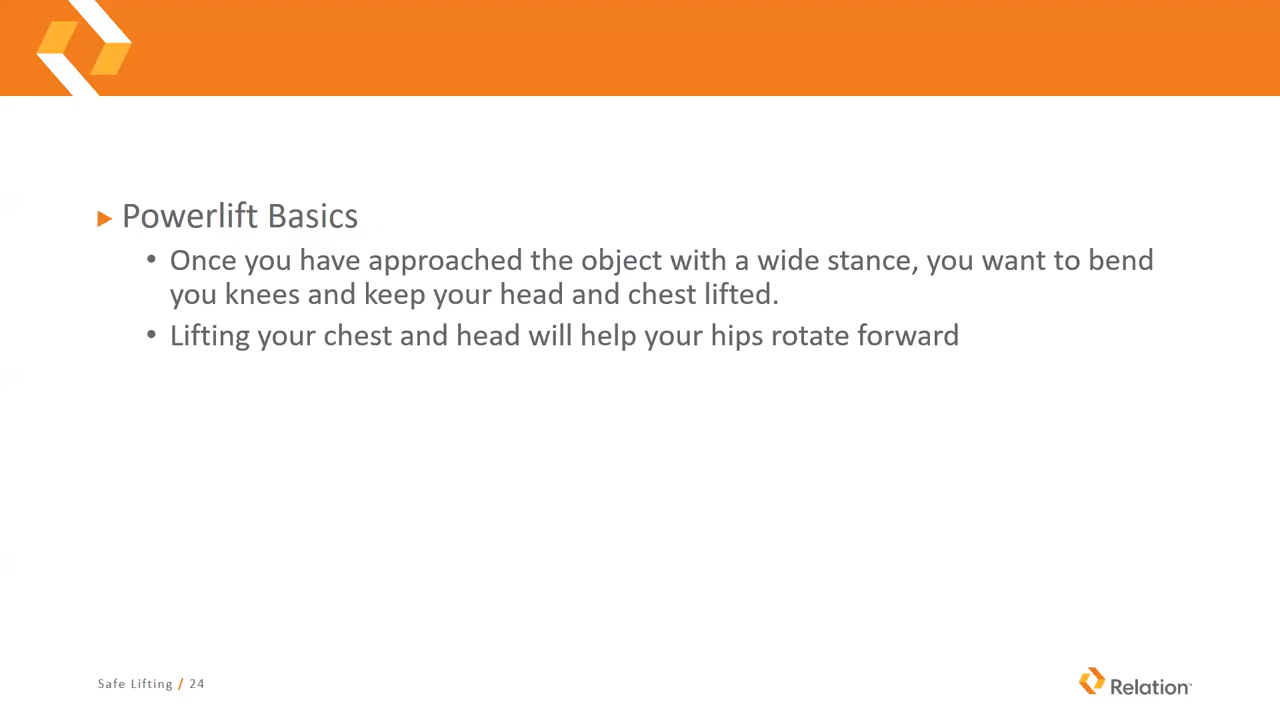 Powerlift Basics
• Once you have approached the object with a wide stance, you want to bend
you knees and keep your head and chest lifted.
• Lifting your chest and head will help your hips rotate forward
Safe Lifting / 24
Relation™